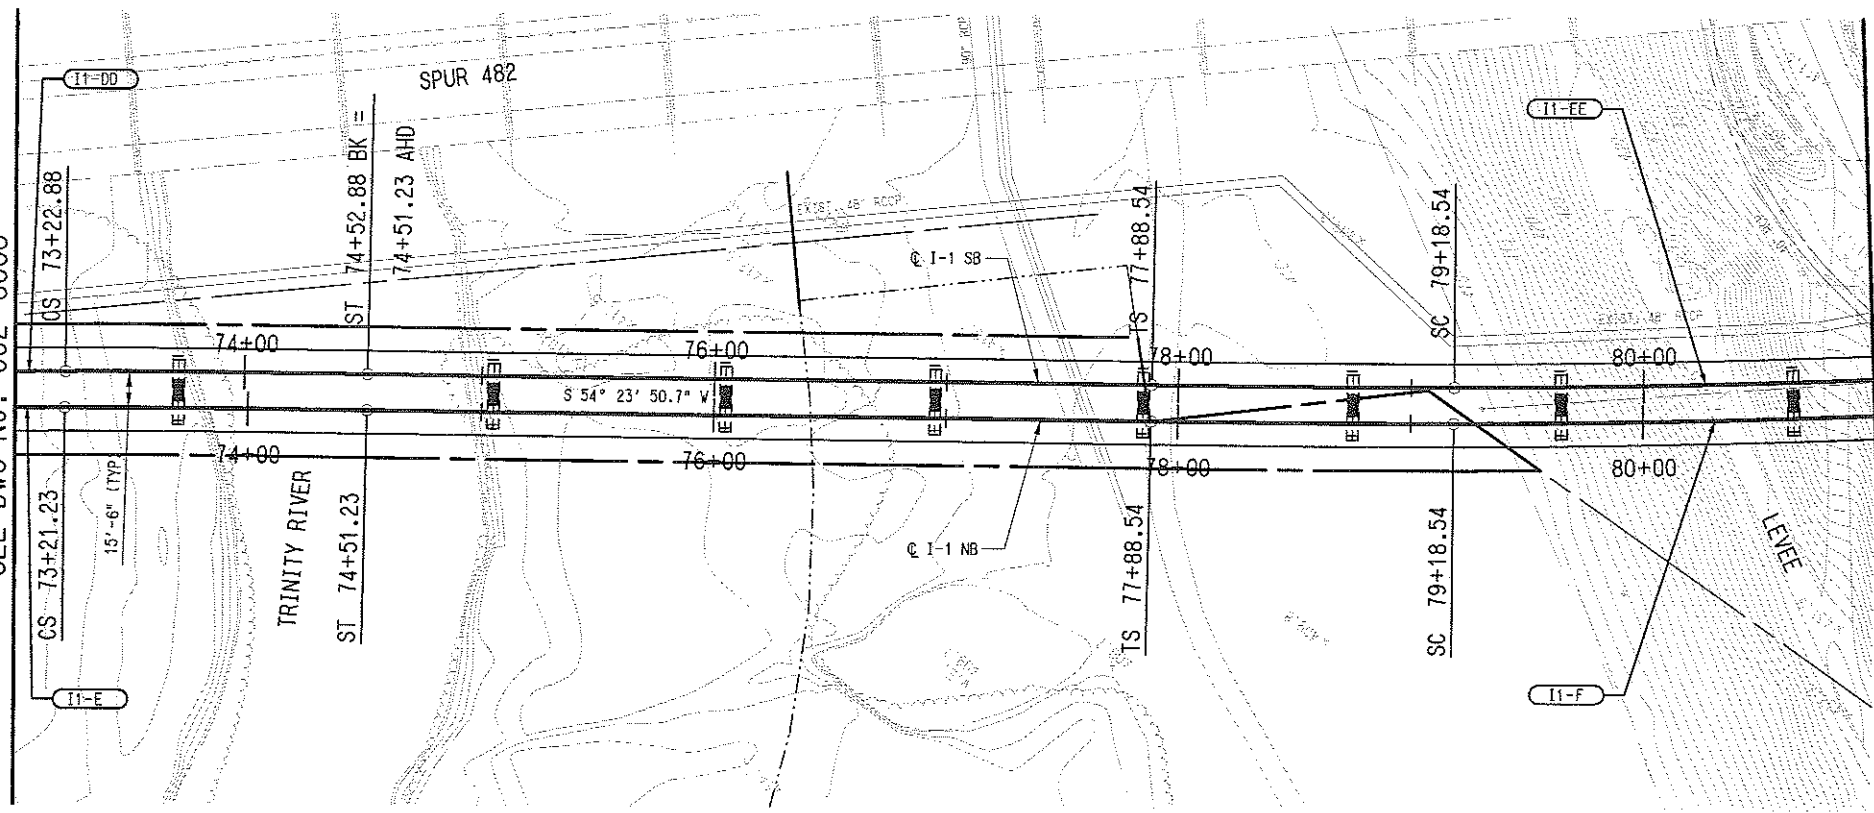 I1-DD
SPUR 482
CS 73+22.88
ST 74+52.88 BK =
74+51.23 AHD
EXIST. 48" RCCP
℄ I-1 SB
TS 77+88.54
SC 79+18.54
I1-EE
EXIST. 48" RCCP
74+00
76+00
78+00
80+00
S 54° 23' 50.7" W
74+00
76+00
78+00
80+00
15'-6" (TYP)
CS 73+21.23
TRINITY RIVER
ST 74+51.23
℄ I-1 NB
TS 77+88.54
SC 79+18.54
LEVEE
I1-E
I1-F